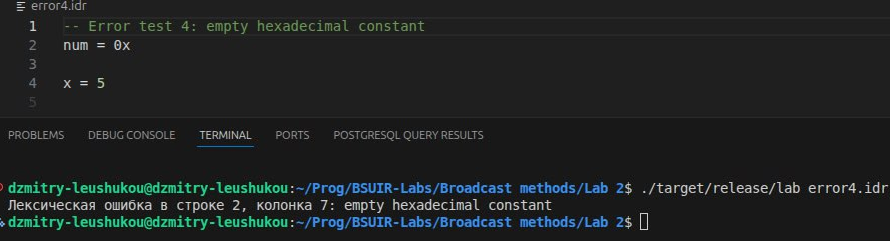 error4.idr
1 -- Error test 4: empty hexadecimal constant
2 num = 0x
3
4 x = 5
5
PROBLEMS DEBUG CONSOLE TERMINAL PORTS POSTGRESQL QUERY RESULTS
dzmitry-leushukou@dzmitry-leushukou:~/Prog/BSUIR-Labs/Broadcast methods/Lab 2$ ./target/release/lab error4.idr
Лексическая ошибка в строке 2, колонка 7: empty hexadecimal constant
dzmitry-leushukou@dzmitry-leushukou:~/Prog/BSUIR-Labs/Broadcast methods/Lab 2$